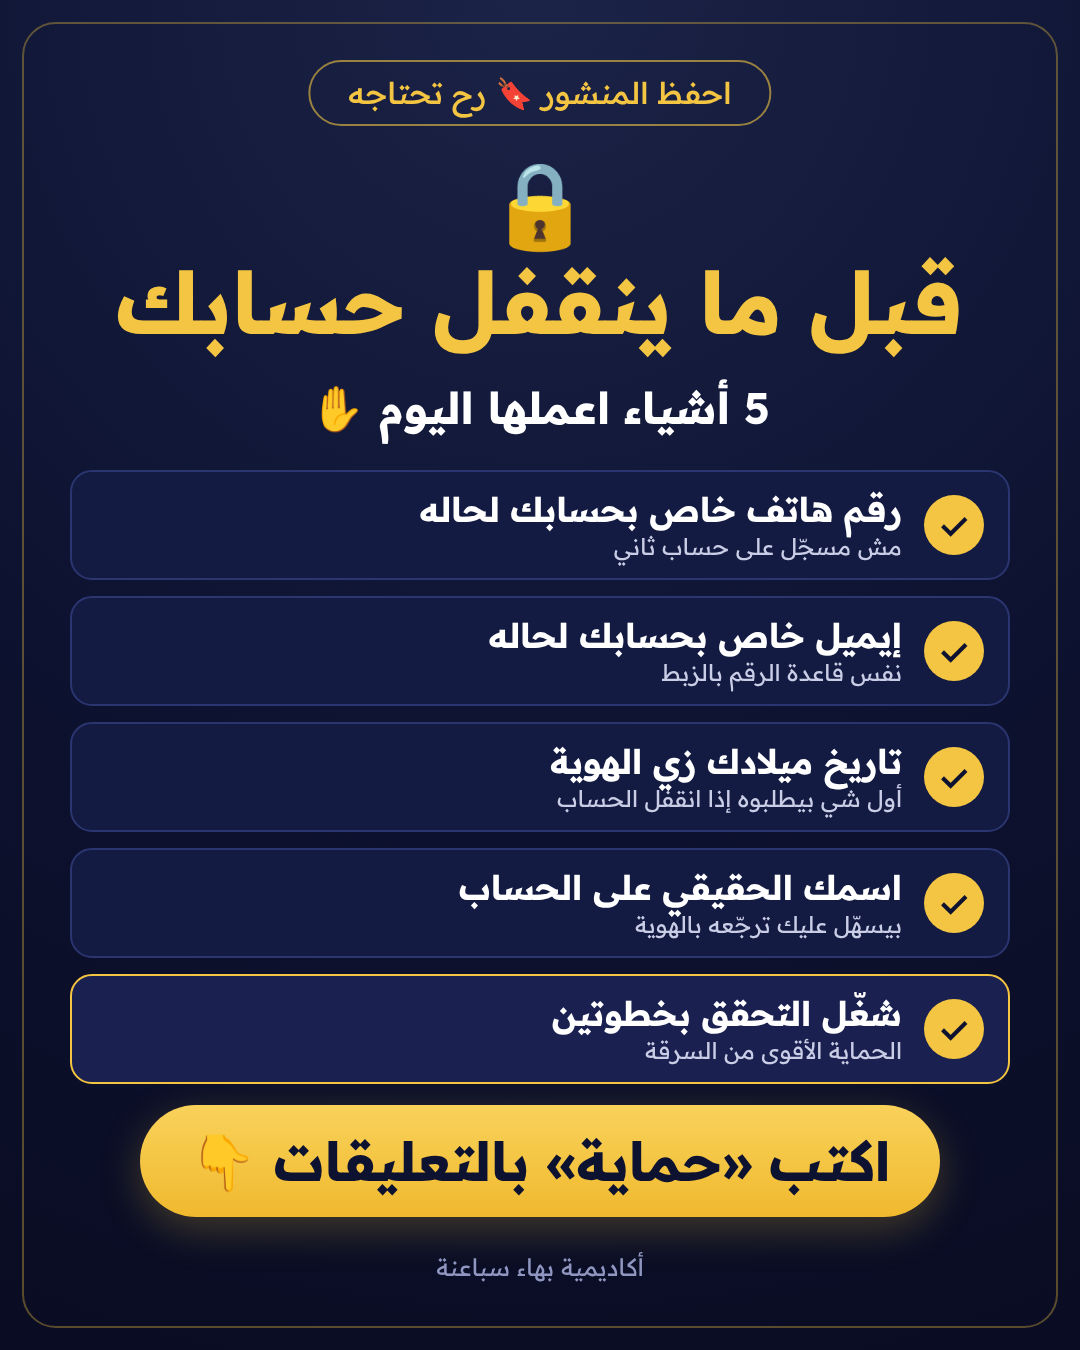 احفظ المنشور 🔖 رح تحتاجه
قبل ما ينقفل حسابك
5 أشياء اعملها اليوم ✋
رقم هاتف خاص بحسابك لحاله
مش مسجّل على حساب ثاني
إيميل خاص بحسابك لحاله
نفس قاعدة الرقم بالزبط
تاريخ ميلادك زي الهوية
أول شي بيطلبوه إذا انقفل الحساب
اسمك الحقيقي على الحساب
بيسهّل عليك ترجّعه بالهوية
شغّل التحقق بخطوتين
الحماية الأقوى من السرقة
اكتب «حماية» بالتعليقات 👇
أكاديمية بهاء سباعنة